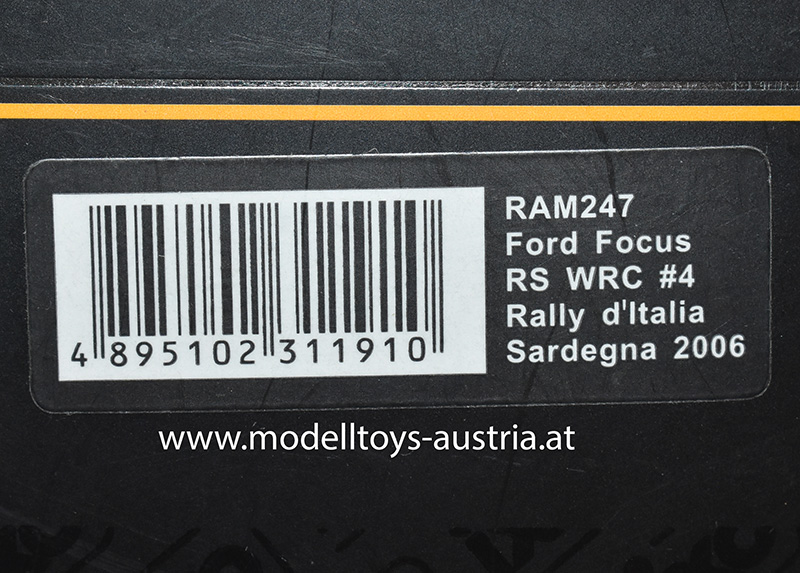 RAM247
Ford Focus
RS WRC #4
Rally d'Italia
Sardegna 2006
4 895102 311910
www.modelltoys-austria.at